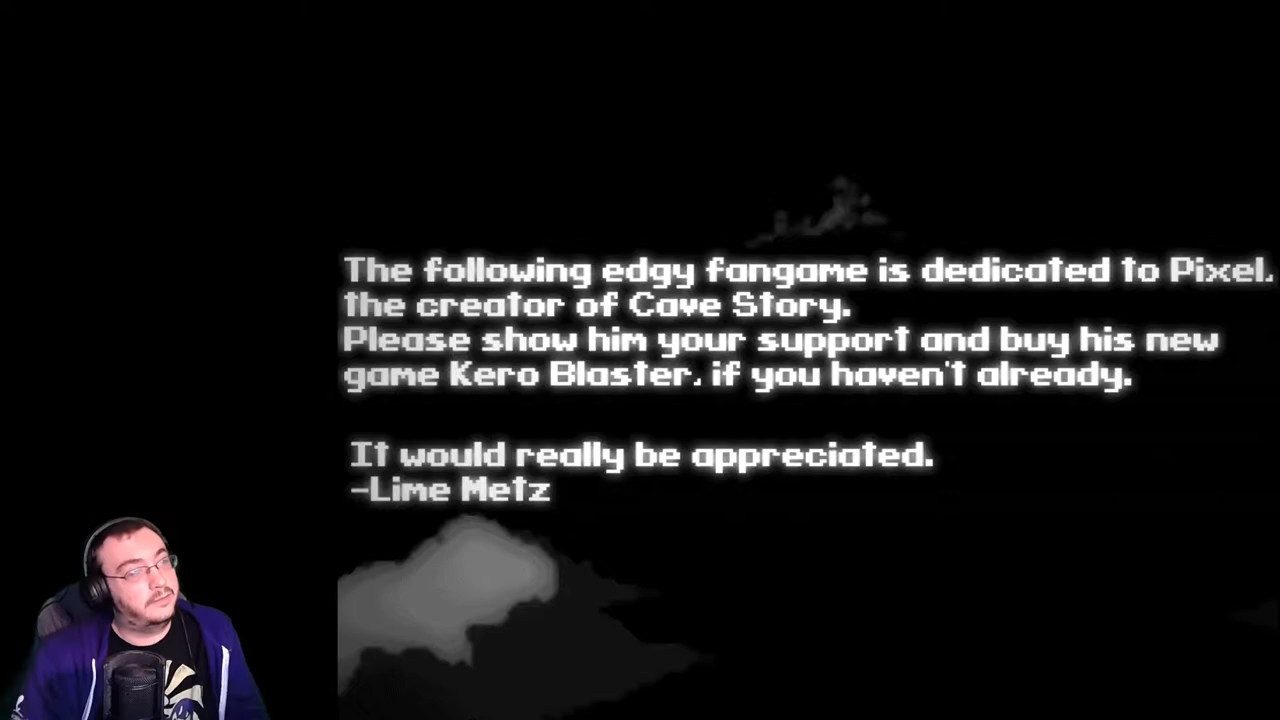 The following edgy fangame is dedicated to Pixel,
the creator of Cave Story.
Please show him your support and buy his new
game Kero Blaster, if you haven't already.
It would really be appreciated.
-Lime Metz